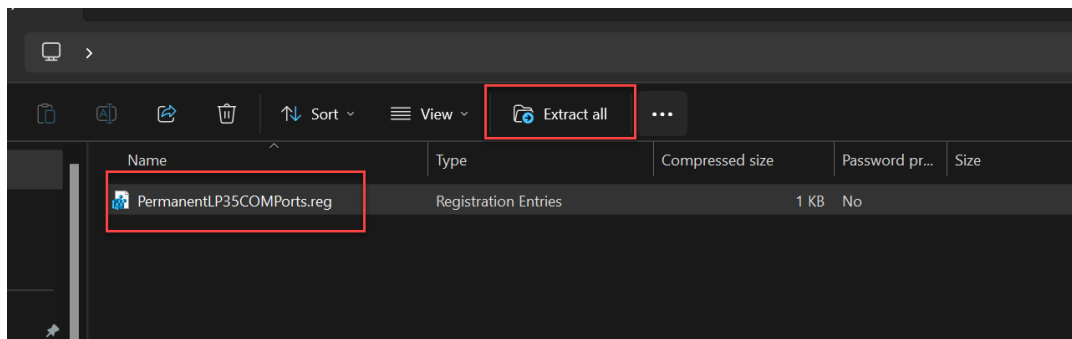 Sort View Extract all
Name Type Compressed size Password pr... Size
PermanentLP35COMPorts.reg Registration Entries 1 KB No